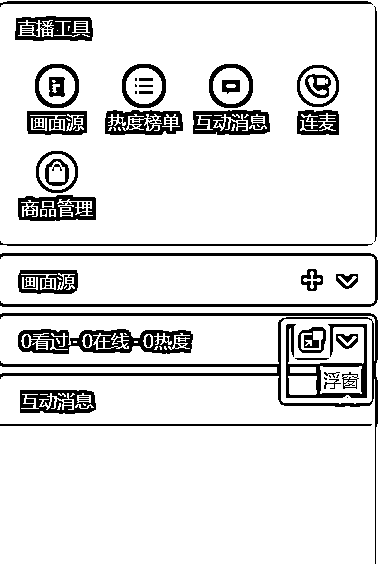 直播工具
画面源 热度榜单 互动消息 连麦
商品管理
画面源
0看过·0在线·0热度
浮窗
互动消息